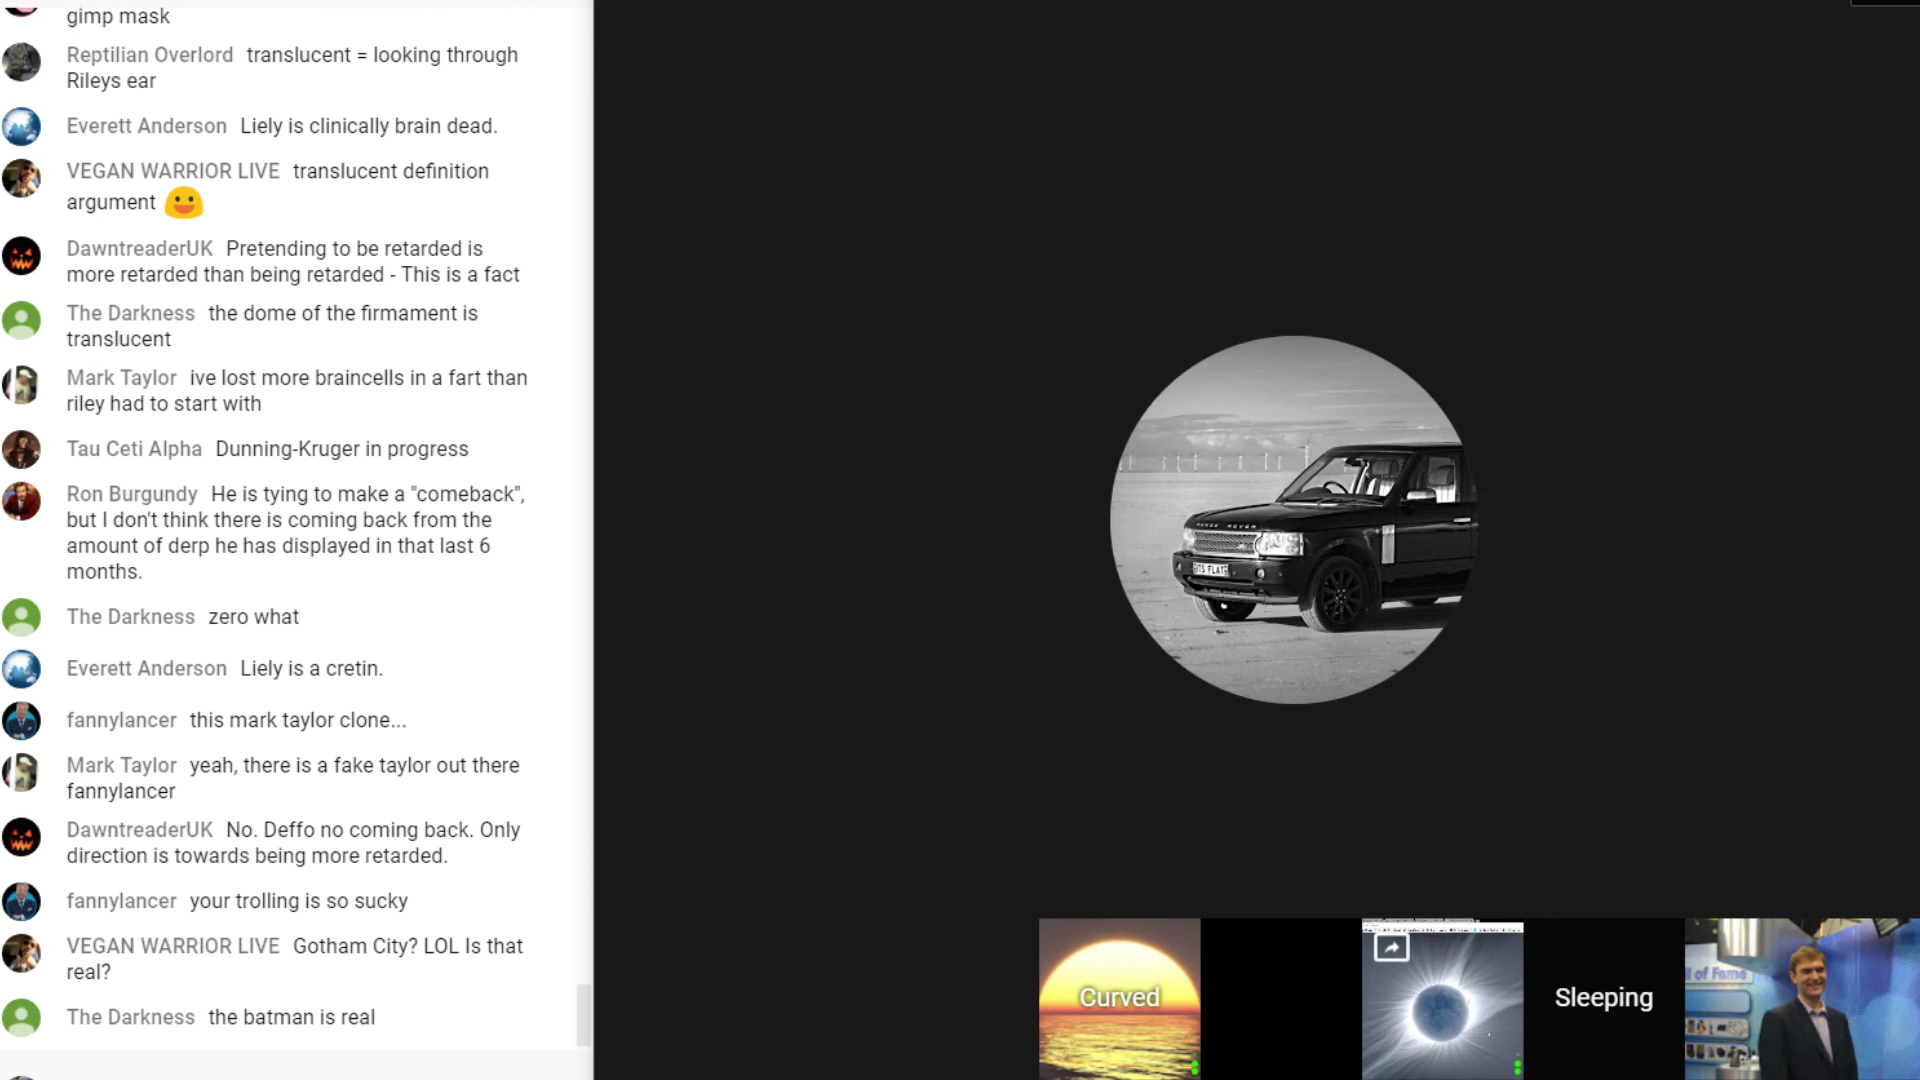 gimp mask
Reptilian Overlord translucent = looking through
Rileys ear
Everett Anderson Liely is clinically brain dead.
VEGAN WARRIOR LIVE translucent definition
argument
DawntreaderUK Pretending to be retarded is
more retarded than being retarded - This is a fact
The Darkness the dome of the firmament is
translucent
Mark Taylor ive lost more braincells in a fart than
riley had to start with
Tau Ceti Alpha Dunning-Kruger in progress
Ron Burgundy He is tying to make a "comeback",
but I don't think there is coming back from the
amount of derp he has displayed in that last 6
months.
The Darkness zero what
Everett Anderson Liely is a cretin.
fannylancer this mark taylor clone...
Mark Taylor yeah, there is a fake taylor out there
fannylancer
DawntreaderUK No. Deffo no coming back. Only
direction is towards being more retarded.
fannylancer your trolling is so sucky
VEGAN WARRIOR LIVE Gotham City? LOL Is that
real?
The Darkness the batman is real
RANGE ROVER
ITS FLAT
Curved
Sleeping
l of Fame